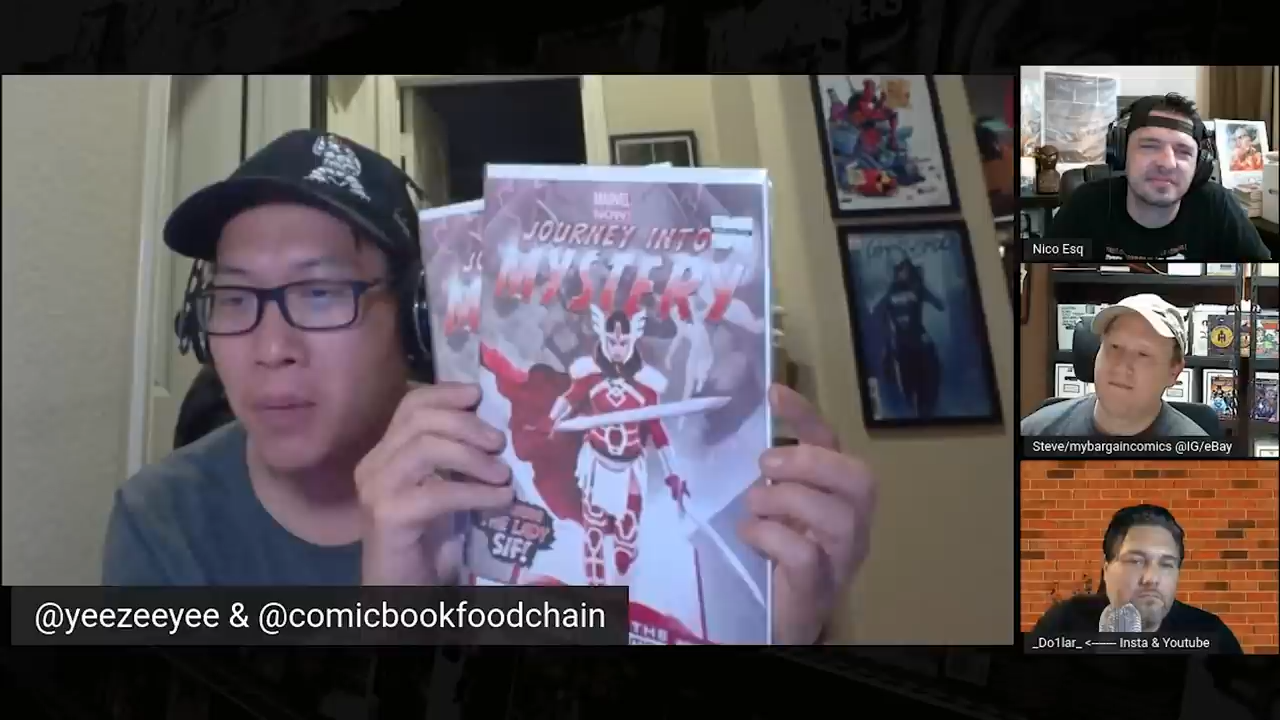 MARVEL
NOW!
JOURNEY INTO
MYSTERY
THE LADY
SIF!
THE
@yeezeeyee & @comicbookfoodchain
Nico Esq
Steve/mybargaincomics @IG/eBay
_Do1lar_ <------- Insta & Youtube